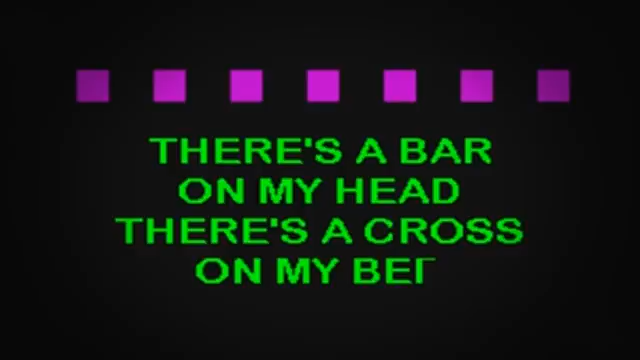 THERE'S A BAR
ON MY HEAD
THERE'S A CROSS
ON MY